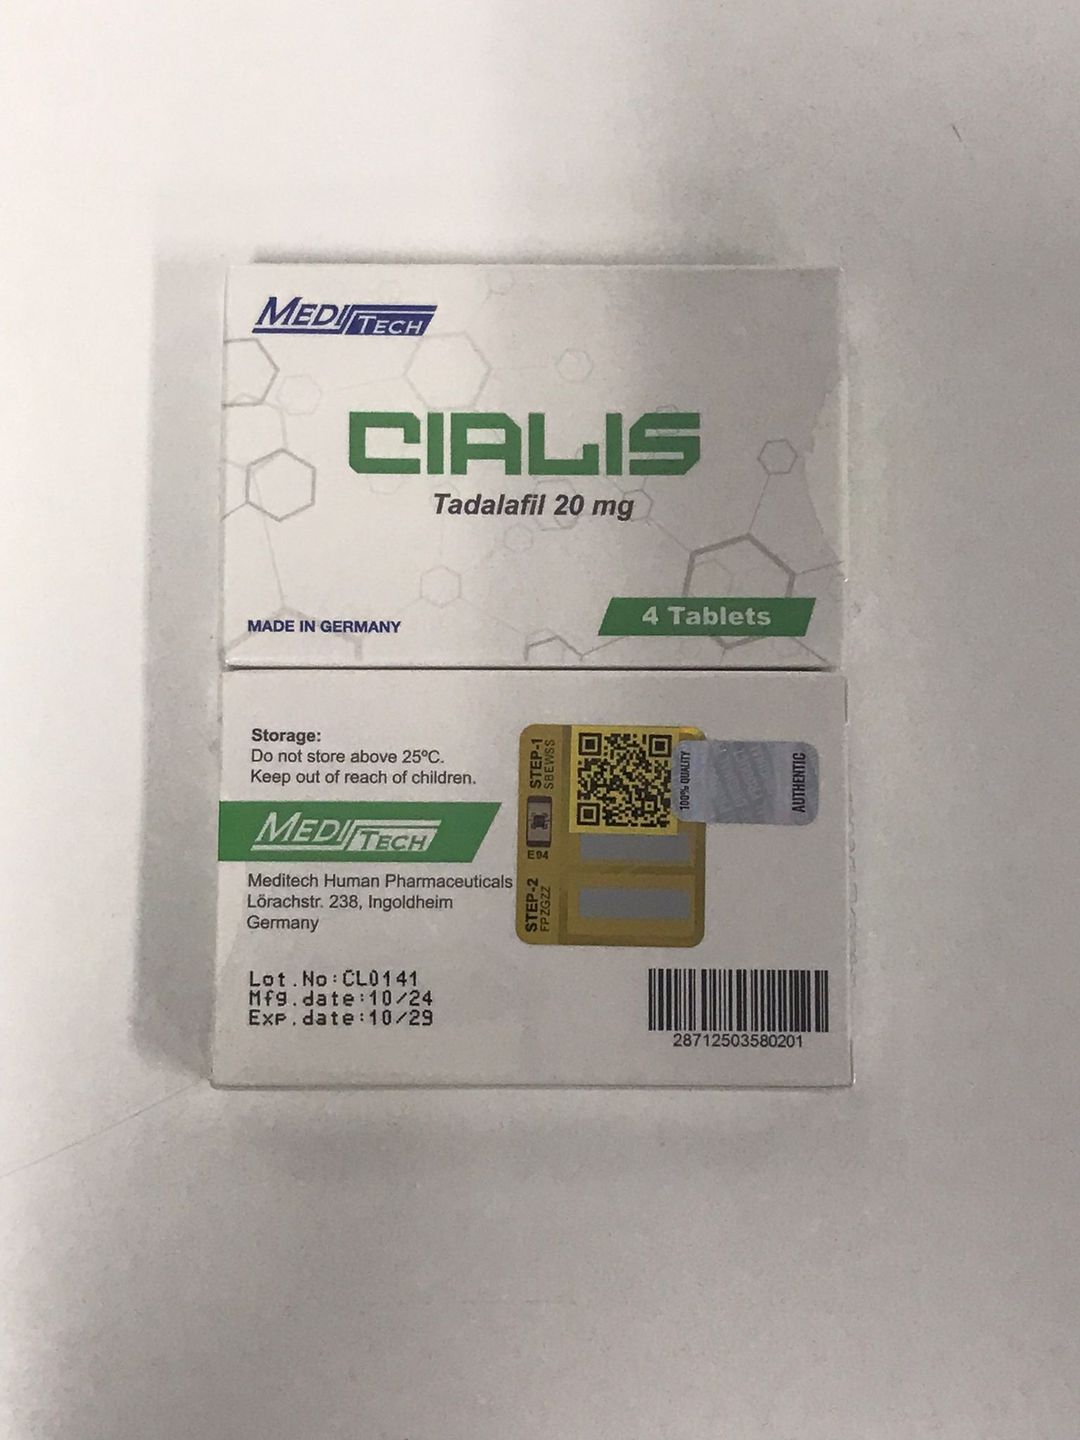 MEDITECH
CIALIS
Tadalafil 20 mg
MADE IN GERMANY
4 Tablets
Storage:
Do not store above 25ºC.
Keep out of reach of children.
MEDITECH
Meditech Human Pharmaceuticals
Lörachstr. 238, Ingoldheim
Germany
STEP-1
SBEWSS
E94
STEP-2
FPZGZZ
100% QUALITY
AUTHENTIC
Lot.No:CL0141
Mfg.date:10/24
Exp.date:10/29
28712503580201